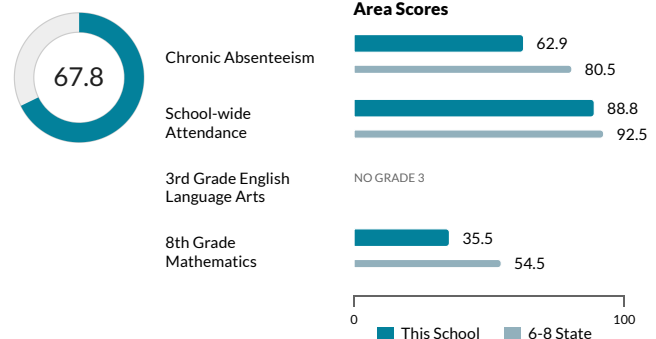 Area Scores
67.8
Chronic Absenteeism
62.9
80.5
School-wide
Attendance
88.8
92.5
3rd Grade English
Language Arts
NO GRADE 3
8th Grade
Mathematics
35.5
54.5
0
100
This School
6-8 State